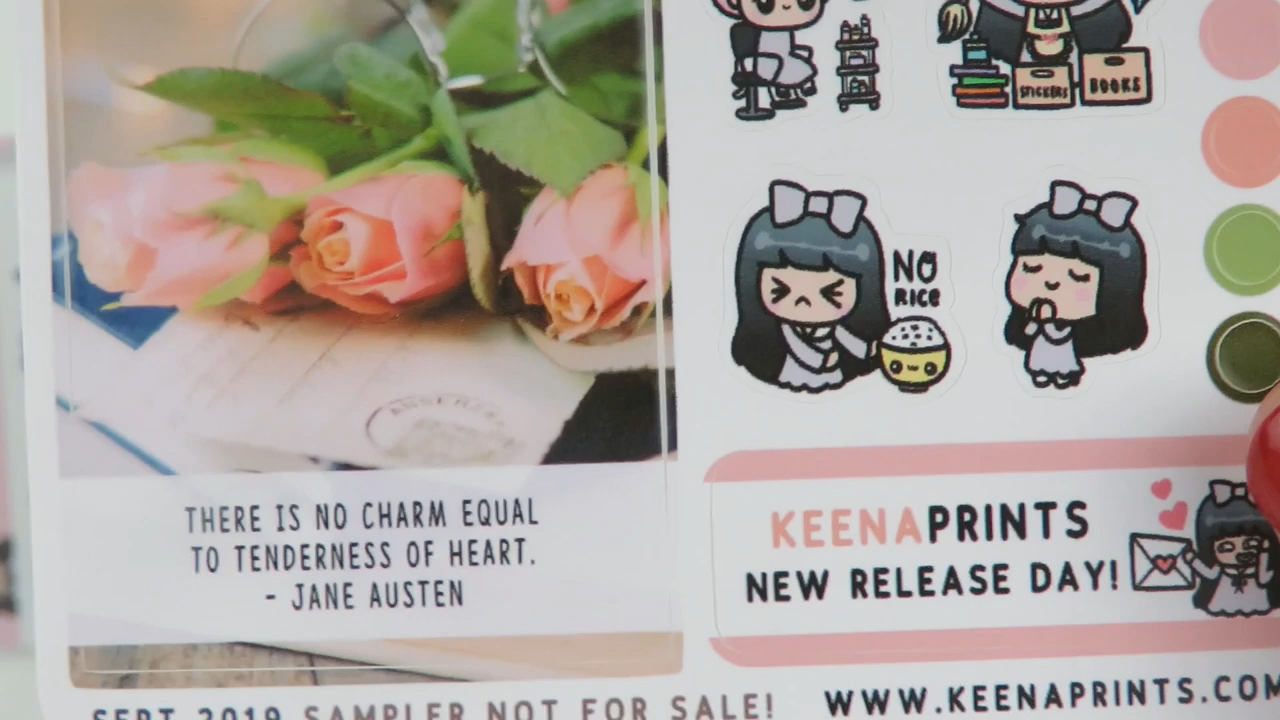 STICKERS
BOOKS
NO
RICE
THERE IS NO CHARM EQUAL
TO TENDERNESS OF HEART.
- JANE AUSTEN
KEENAPRINTS
NEW RELEASE DAY!
SEPT 2019 SAMPLER NOT FOR SALE!
WWW.KEENAPRINTS.COM